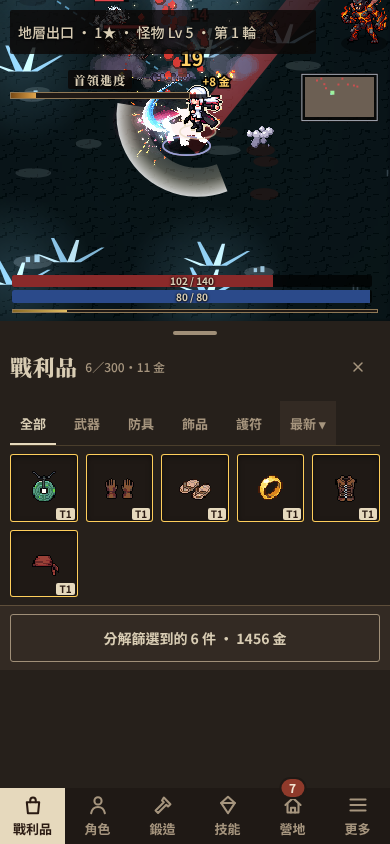 14
地層出口 · 1★ · 怪物 Lv 5 · 第 1 輪
19
首領進度
+8 金
102 / 140
80 / 80
戰利品 6/300 · 11 金 ×
全部 武器 防具 飾品 護符 最新 ▾
T1 T1 T1 T1 T1
T1
分解篩選到的 6 件 · 1456 金
7
戰利品 角色 鍛造 技能 營地 更多